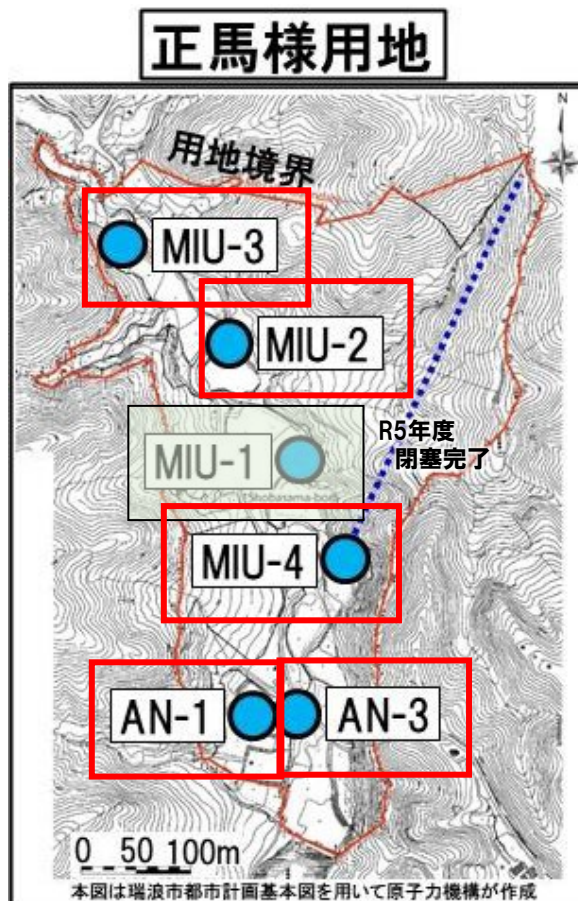 正馬様用地
N
用地境界
MIU-3
MIU-2
R5年度
閉塞完了
MIU-1
MIU-4
AN-1
AN-3
0 50 100m
本図は瑞浪市都市計画基本図を用いて原子力機構が作成